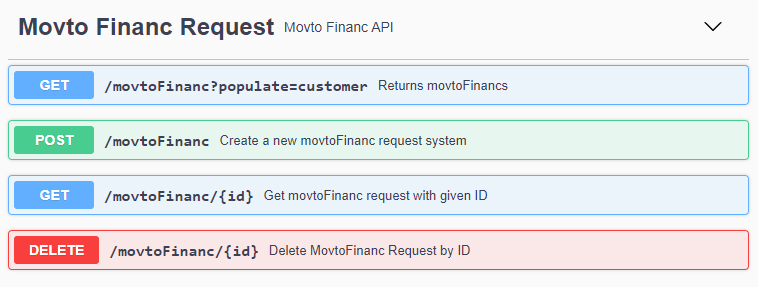 Movto Financ Request Movto Financ API
GET /movtoFinanc?populate=customer Returns movtoFinancs
POST /movtoFinanc Create a new movtoFinanc request system
GET /movtoFinanc/{id} Get movtoFinanc request with given ID
DELETE /movtoFinanc/{id} Delete MovtoFinanc Request by ID